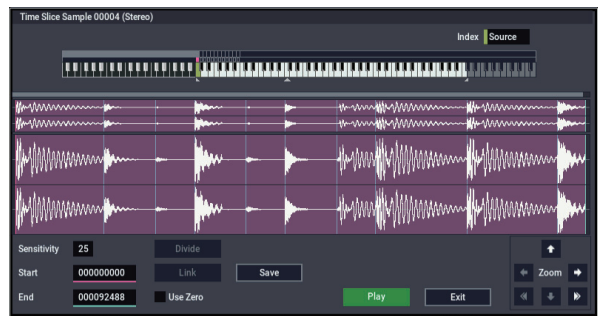 Time Slice Sample 00004 (Stereo)
Index Source
Sensitivity 25 Divide
Start 000000000 Link Save
End 000092488 Use Zero Play Exit
Zoom